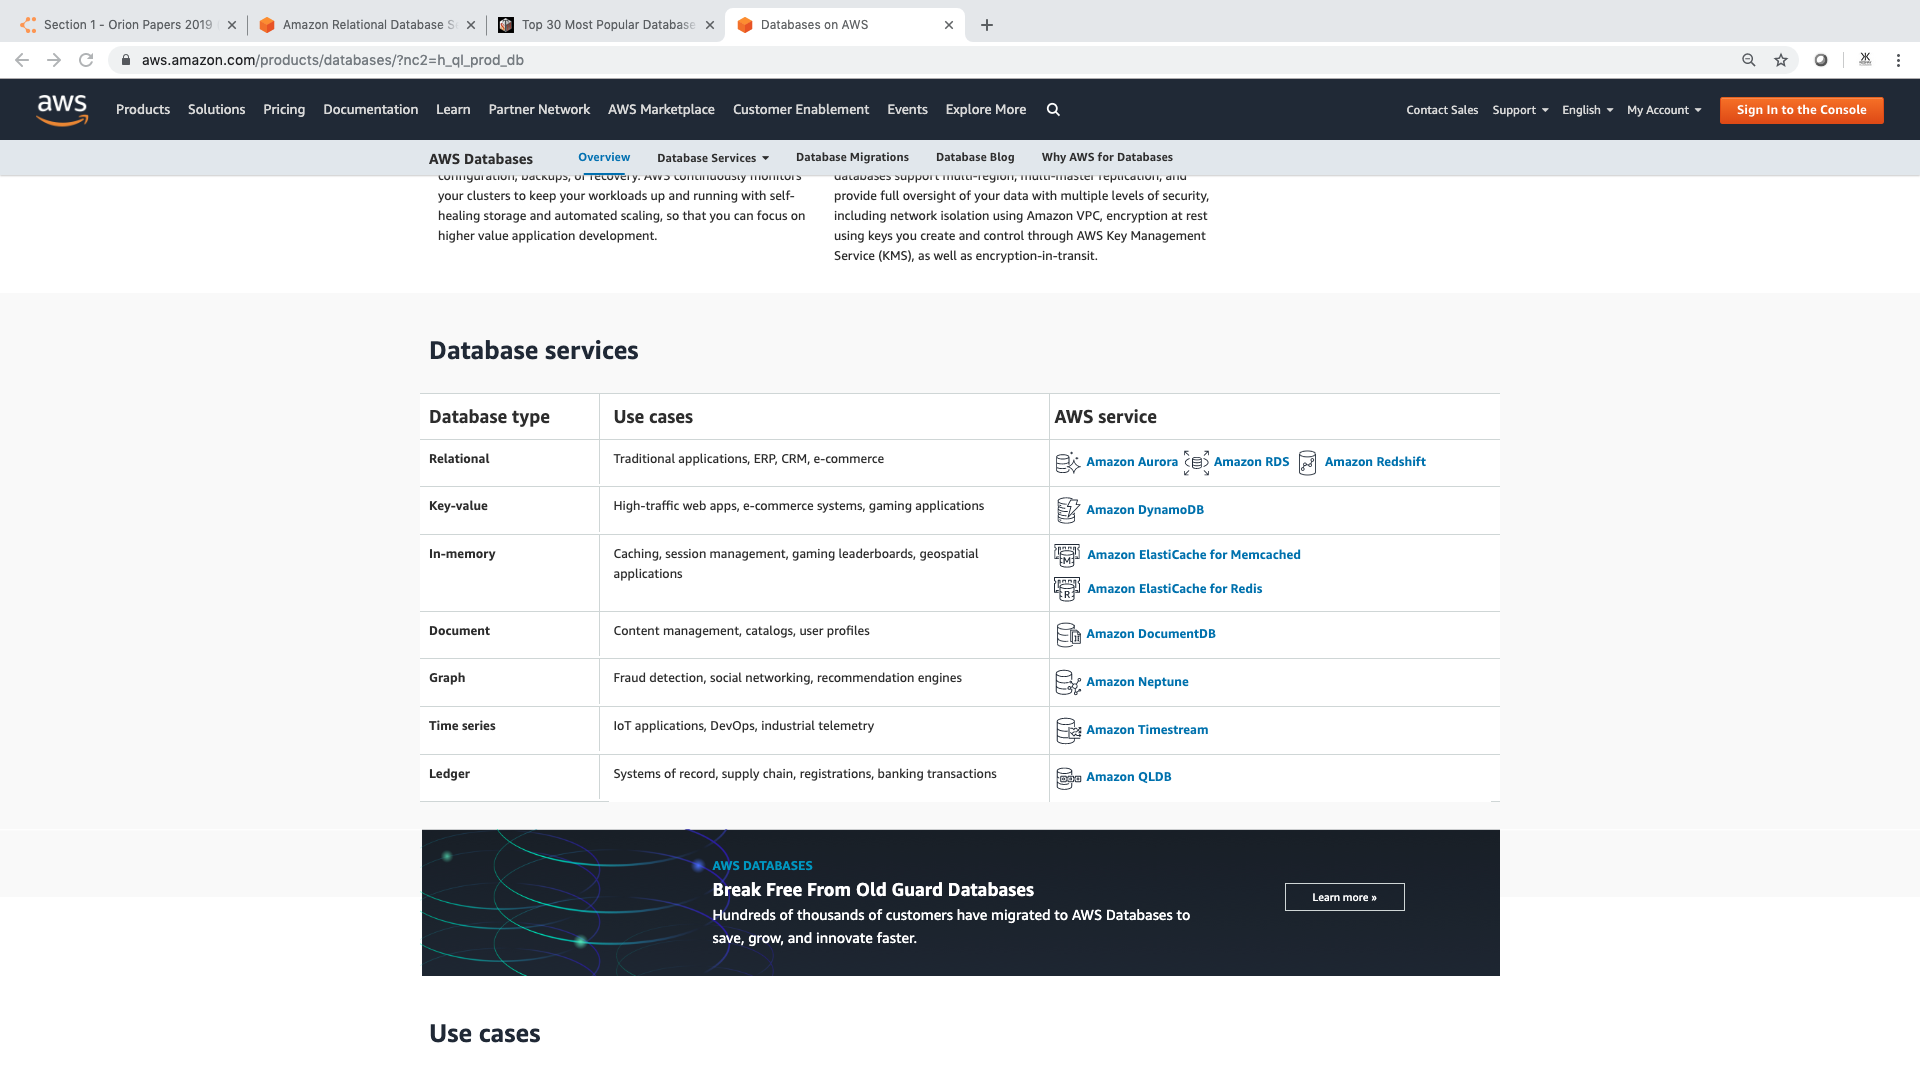 Section 1 - Orion Papers 2019
Amazon Relational Database S
Top 30 Most Popular Database
Databases on AWS
aws.amazon.com/products/databases/?nc2=h_ql_prod_db
aws
Products
Solutions
Pricing
Documentation
Learn
Partner Network
AWS Marketplace
Customer Enablement
Events
Explore More
Contact Sales
Support
English
My Account
Sign In to the Console
AWS Databases
Overview
Database Services
Database Migrations
Database Blog
Why AWS for Databases
configuration, backups, or recovery. AWS continuously monitors
your clusters to keep your workloads up and running with self-
healing storage and automated scaling, so that you can focus on
higher value application development.
databases support multi-region, multi-master replication, and
provide full oversight of your data with multiple levels of security,
including network isolation using Amazon VPC, encryption at rest
using keys you create and control through AWS Key Management
Service (KMS), as well as encryption-in-transit.
Database services
Database type
Use cases
AWS service
Relational
Traditional applications, ERP, CRM, e-commerce
Amazon Aurora
Amazon RDS
Amazon Redshift
Key-value
High-traffic web apps, e-commerce systems, gaming applications
Amazon DynamoDB
In-memory
Caching, session management, gaming leaderboards, geospatial
applications
M
Amazon ElastiCache for Memcached
R
Amazon ElastiCache for Redis
Document
Content management, catalogs, user profiles
Amazon DocumentDB
Graph
Fraud detection, social networking, recommendation engines
Amazon Neptune
Time series
IoT applications, DevOps, industrial telemetry
Amazon Timestream
Ledger
Systems of record, supply chain, registrations, banking transactions
Amazon QLDB
AWS DATABASES
Break Free From Old Guard Databases
Hundreds of thousands of customers have migrated to AWS Databases to
save, grow, and innovate faster.
Learn more »
Use cases